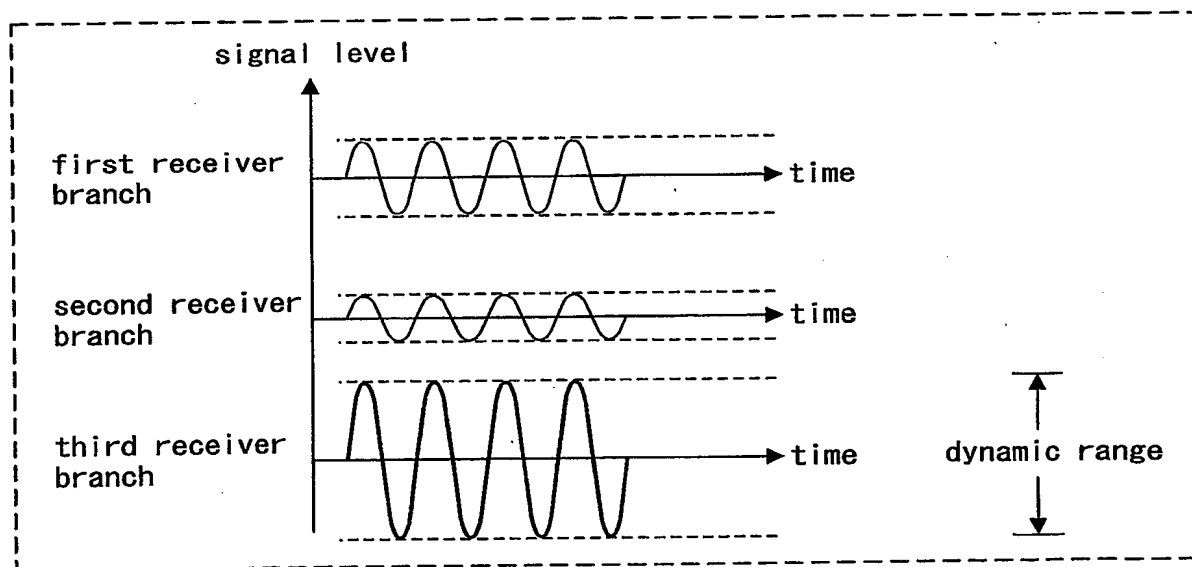 signal level
first receiver
branch
time
second receiver
branch
time
third receiver
branch
time
dynamic range